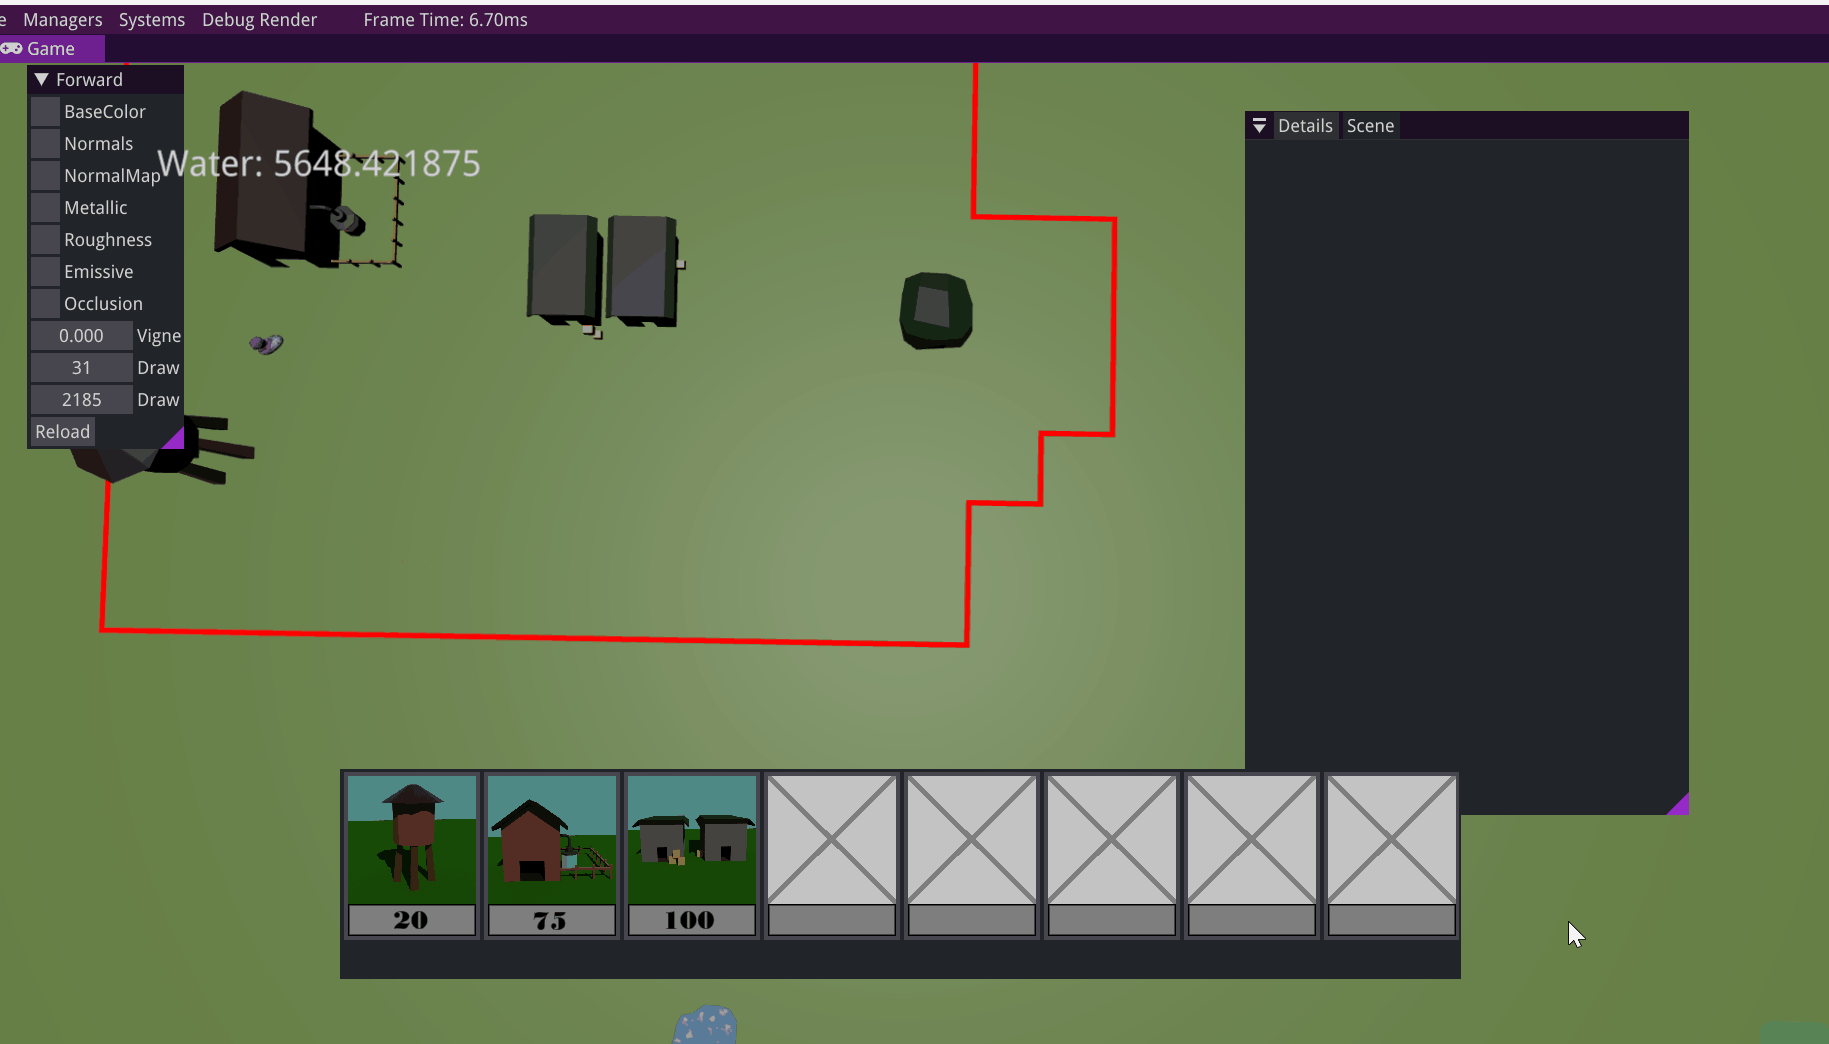 Managers Systems Debug Render Frame Time: 6.70ms
Game
Forward
BaseColor
Normals
NormalMap
Metallic
Roughness
Emissive
Occlusion
0.000 Vigne
31 Draw
2185 Draw
Reload
Water: 5648.421875
Details Scene
20 75 100